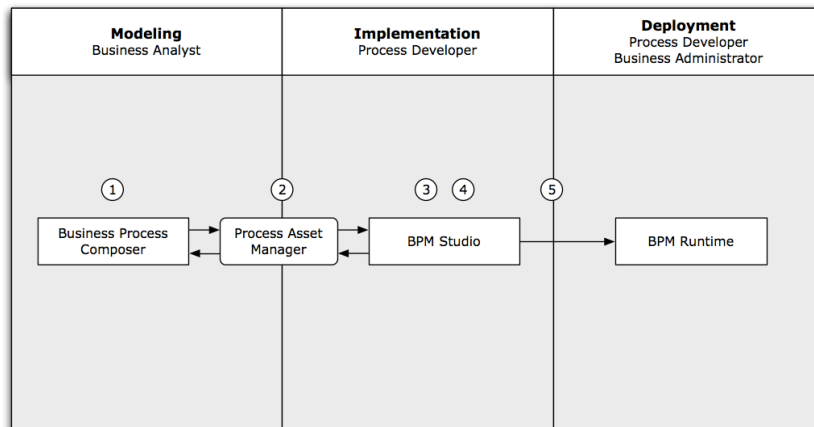 Modeling
Business Analyst
Implementation
Process Developer
Deployment
Process Developer
Business Administrator
1
2
3
4
5
Business Process
Composer
Process Asset
Manager
BPM Studio
BPM Runtime